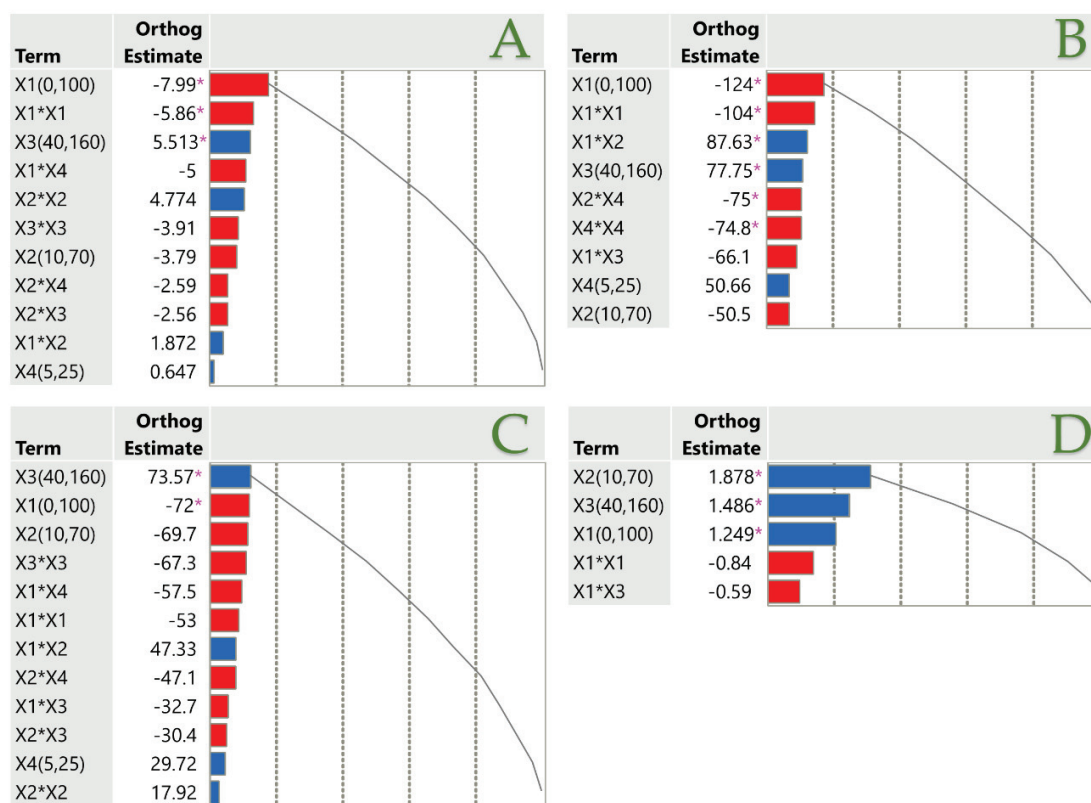 Term Orthog Estimate A
X1(0,100) -7.99*
X1*X1 -5.86*
X3(40,160) 5.513*
X1*X4 -5
X2*X2 4.774
X3*X3 -3.91
X2(10,70) -3.79
X2*X4 -2.59
X2*X3 -2.56
X1*X2 1.872
X4(5,25) 0.647
Term Orthog Estimate B
X1(0,100) -124*
X1*X1 -104*
X1*X2 87.63*
X3(40,160) 77.75*
X2*X4 -75*
X4*X4 -74.8*
X1*X3 -66.1
X4(5,25) 50.66
X2(10,70) -50.5
Term Orthog Estimate C
X3(40,160) 73.57*
X1(0,100) -72*
X2(10,70) -69.7
X3*X3 -67.3
X1*X4 -57.5
X1*X1 -53
X1*X2 47.33
X2*X4 -47.1
X1*X3 -32.7
X2*X3 -30.4
X4(5,25) 29.72
X2*X2 17.92
Term Orthog Estimate D
X2(10,70) 1.878*
X3(40,160) 1.486*
X1(0,100) 1.249*
X1*X1 -0.84
X1*X3 -0.59